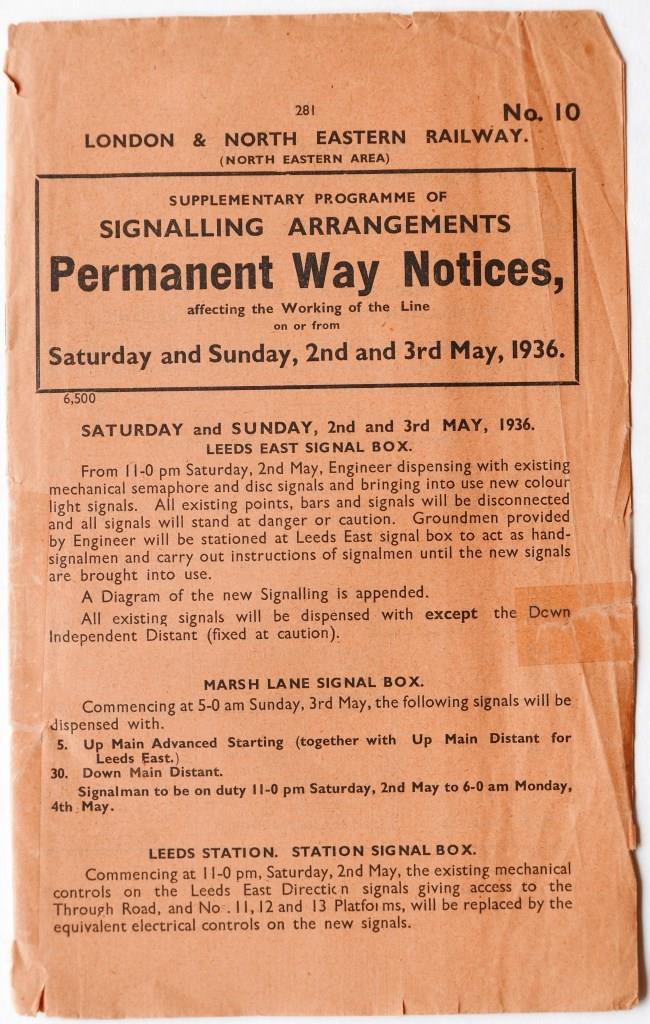 281
No. 10
LONDON & NORTH EASTERN RAILWAY.
(NORTH EASTERN AREA)
SUPPLEMENTARY PROGRAMME OF
SIGNALLING ARRANGEMENTS
Permanent Way Notices,
affecting the Working of the Line
on or from
Saturday and Sunday, 2nd and 3rd May, 1936.
6,500
SATURDAY and SUNDAY, 2nd and 3rd MAY, 1936.
LEEDS EAST SIGNAL BOX.
From 11-0 pm Saturday, 2nd May, Engineer dispensing with existing
mechanical semaphore and disc signals and bringing into use new colour
light signals. All existing points, bars and signals will be disconnected
and all signals will stand at danger or caution. Groundmen provided
by Engineer will be stationed at Leeds East signal box to act as hand-
signalmen and carry out instructions of signalmen until the new signals
are brought into use.
A Diagram of the new Signalling is appended.
All existing signals will be dispensed with except the Down
Independent Distant (fixed at caution).
MARSH LANE SIGNAL BOX.
Commencing at 5-0 am Sunday, 3rd May, the following signals will be
dispensed with.
5. Up Main Advanced Starting (together with Up Main Distant for
Leeds East.)
30. Down Main Distant.
Signalman to be on duty 11-0 pm Saturday, 2nd May to 6-0 am Monday,
4th May.
LEEDS STATION. STATION SIGNAL BOX.
Commencing at 11-0 pm, Saturday, 2nd May, the existing mechanical
controls on the Leeds East Direction signals giving access to the
Through Road, and No. 11, 12 and 13 Platforms, will be replaced by the
equivalent electrical controls on the new signals.